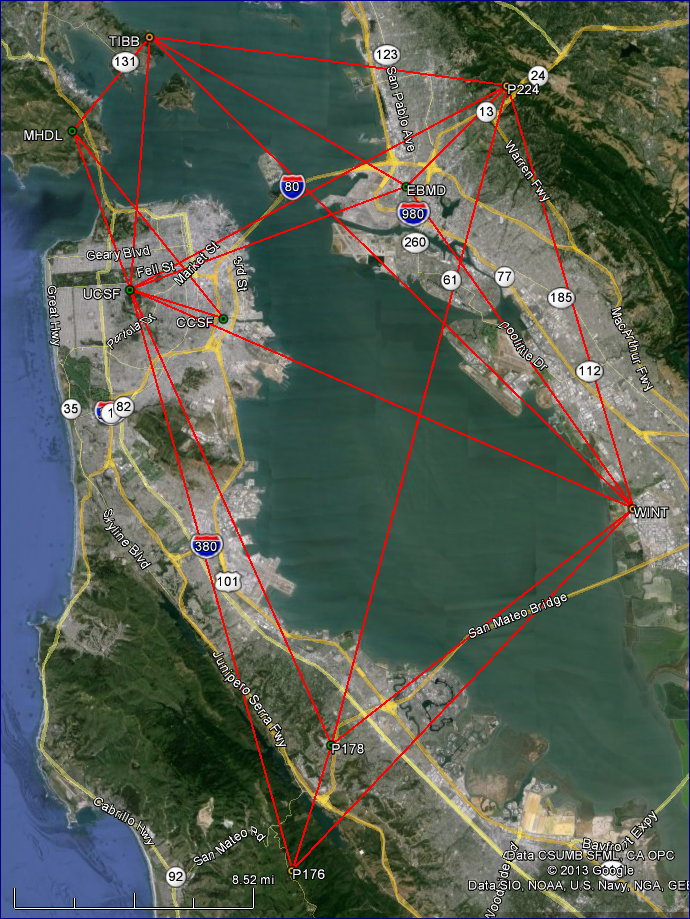 TIBB
131
123
San Pablo Ave
24
P224
13
MHDL
Warren Fwy
80
EBMD
980
Geary Blvd
Market St
260
Fell St
3rd St
61
77
UCSF
185
Great Hwy
CCSF
Portola Dr
MacArthur Fwy
Doolittle Dr
112
35
82
1
WINT
Skyline Blvd
380
101
San Mateo Bridge
Junipero Serra Fwy
P178
Cabrillo Hwy
San Mateo Rd
Bayfront Expy
Woodside Rd
Data CSUMB SFML, CA OPC
© 2013 Google
92
P176
8.52 mi
Data SIO, NOAA, U.S. Navy, NGA, GEB